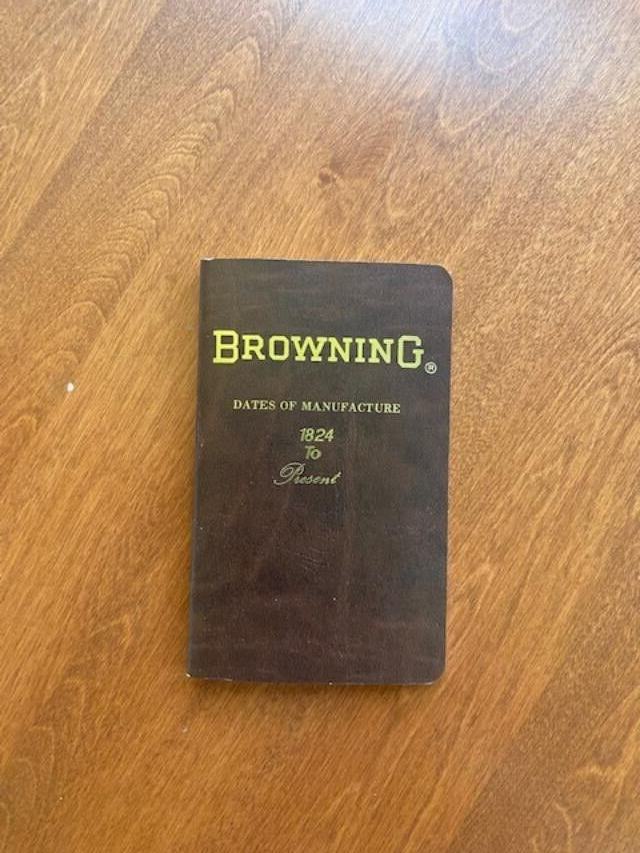 BROWNING®
DATES OF MANUFACTURE
1824
To
Present